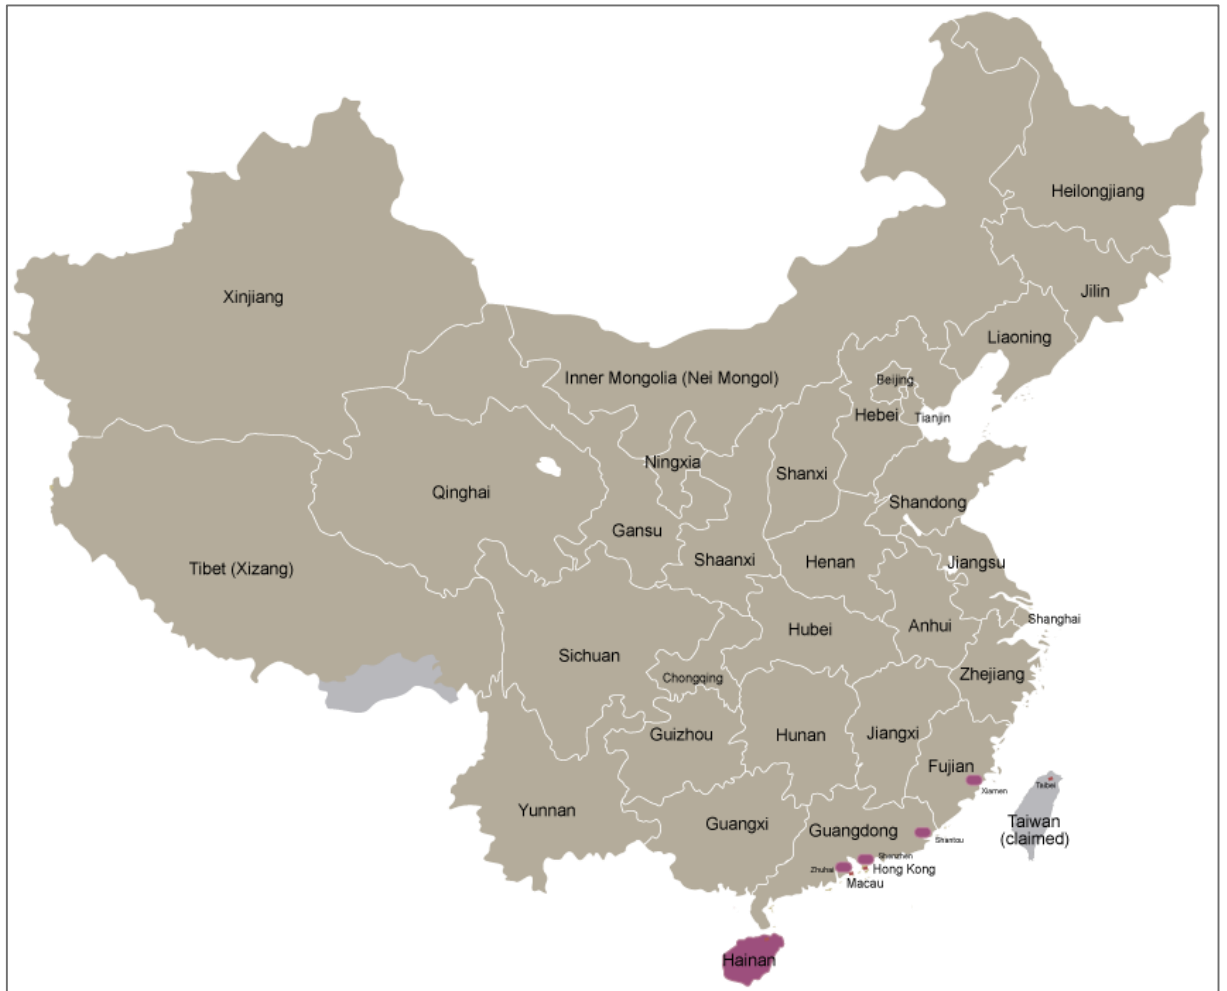 Heilongjiang
Jilin
Xinjiang
Liaoning
Inner Mongolia (Nei Mongol)
Beijing
Hebei
Tianjin
Ningxia
Shanxi
Qinghai
Shandong
Gansu
Shaanxi
Henan
Jiangsu
Tibet (Xizang)
Shanghai
Anhui
Hubei
Sichuan
Chongqing
Zhejiang
Guizhou
Hunan
Jiangxi
Fujian
Xiamen
Taibei
Yunnan
Guangxi
Guangdong
Taiwan
(claimed)
Shantou
Shenzhen
Zhuhai
Hong Kong
Macau
Hainan